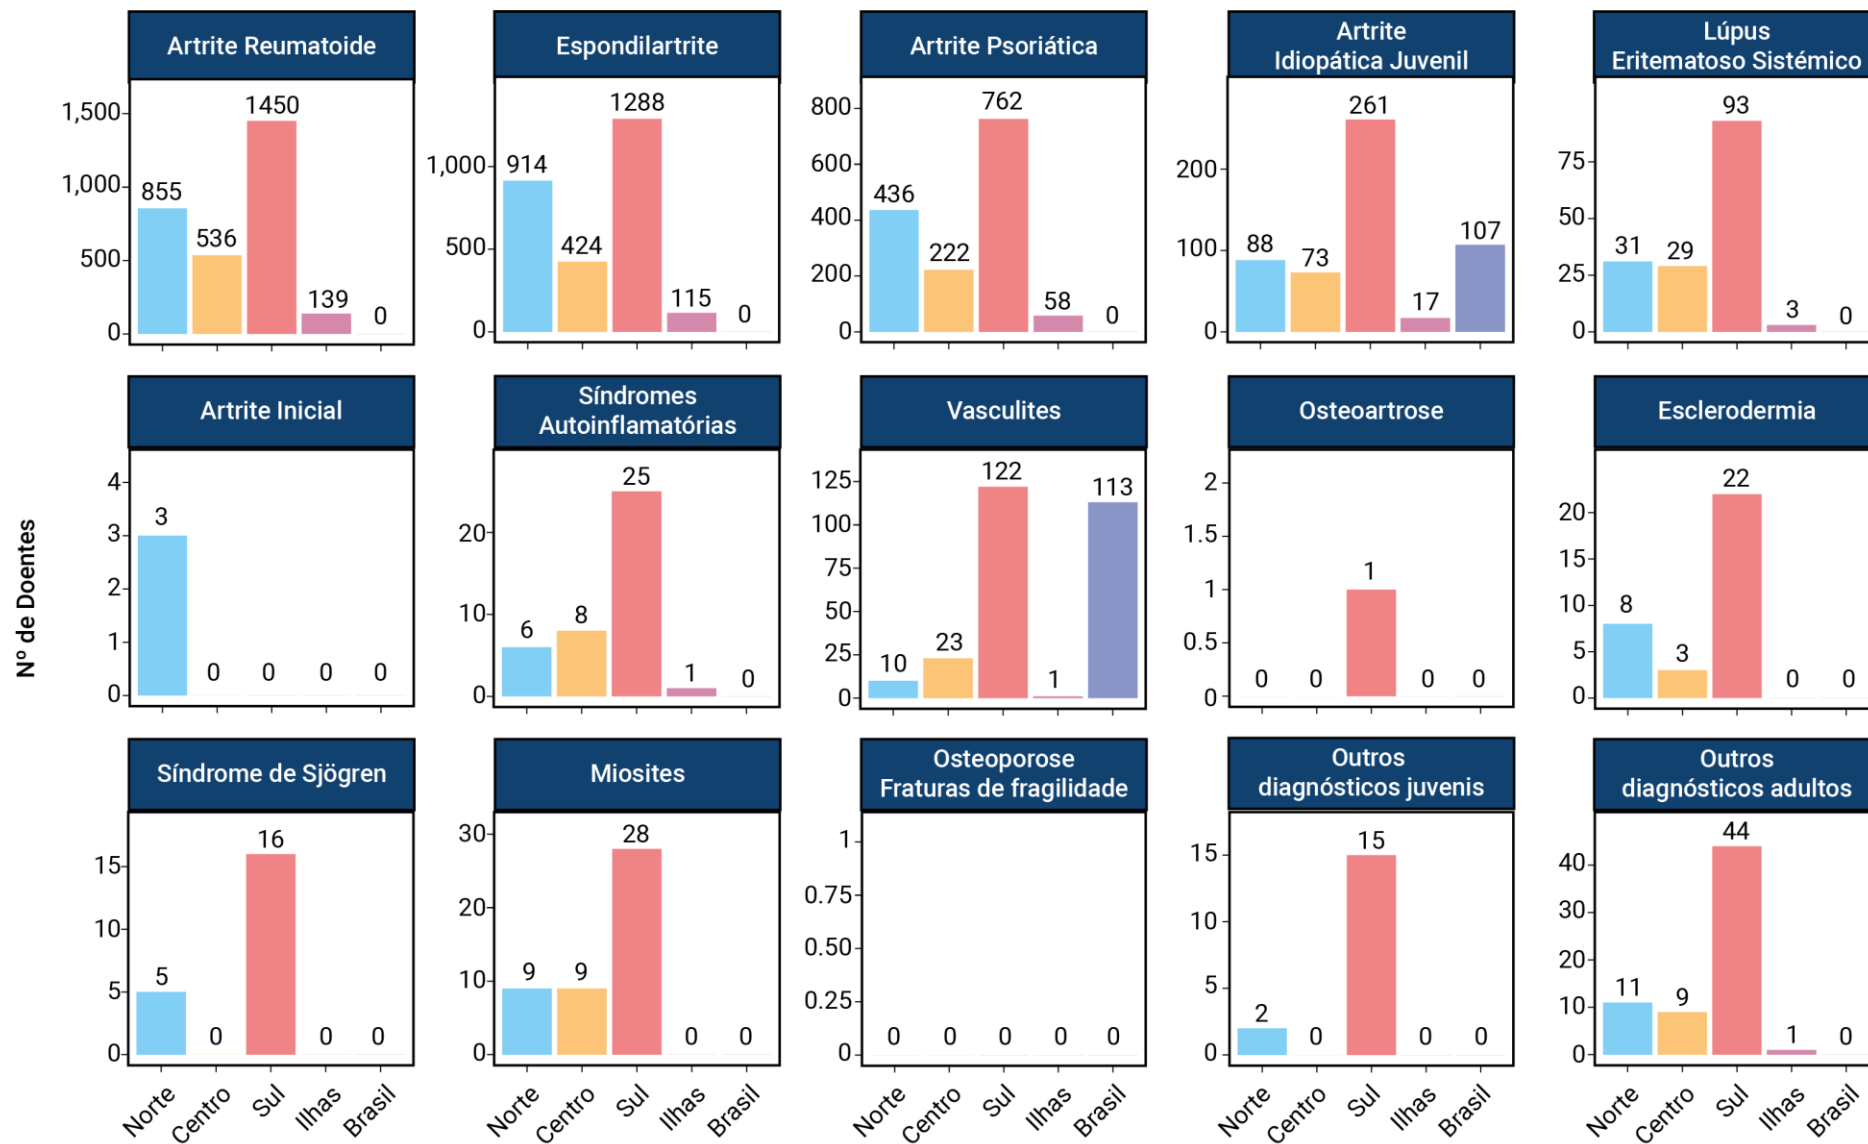 Artrite Reumatoide
Espondilartrite
Artrite Psoriática
Artrite
Idiopática Juvenil
Lúpus
Eritematoso Sistémico
1,500
1,000
500
0
855
536
1450
139
0
1,000
500
0
914
424
1288
115
0
800
600
400
200
0
436
222
762
58
0
200
100
0
88
73
261
17
107
75
50
25
0
31
29
93
3
0
Nº de Doentes
Artrite Inicial
Síndromes
Autoinflamatórias
Vasculites
Osteoartrose
Esclerodermia
4
3
2
1
0
3
0
0
0
0
20
10
0
6
8
25
1
0
125
100
75
50
25
0
10
23
122
1
113
2
1.5
1
0.5
0
0
0
1
0
0
20
15
10
5
0
8
3
22
0
0
Síndrome de Sjögren
Miosites
Osteoporose
Fraturas de fragilidade
Outros
diagnósticos juvenis
Outros
diagnósticos adultos
15
10
5
0
5
0
16
0
0
30
20
10
0
9
9
28
0
0
1
0.75
0.50
0.25
0
0
0
0
0
0
15
10
5
0
2
0
15
0
0
40
30
20
10
0
11
9
44
1
0
Norte
Centro
Sul
Ilhas
Brasil
Norte
Centro
Sul
Ilhas
Brasil
Norte
Centro
Sul
Ilhas
Brasil
Norte
Centro
Sul
Ilhas
Brasil
Norte
Centro
Sul
Ilhas
Brasil